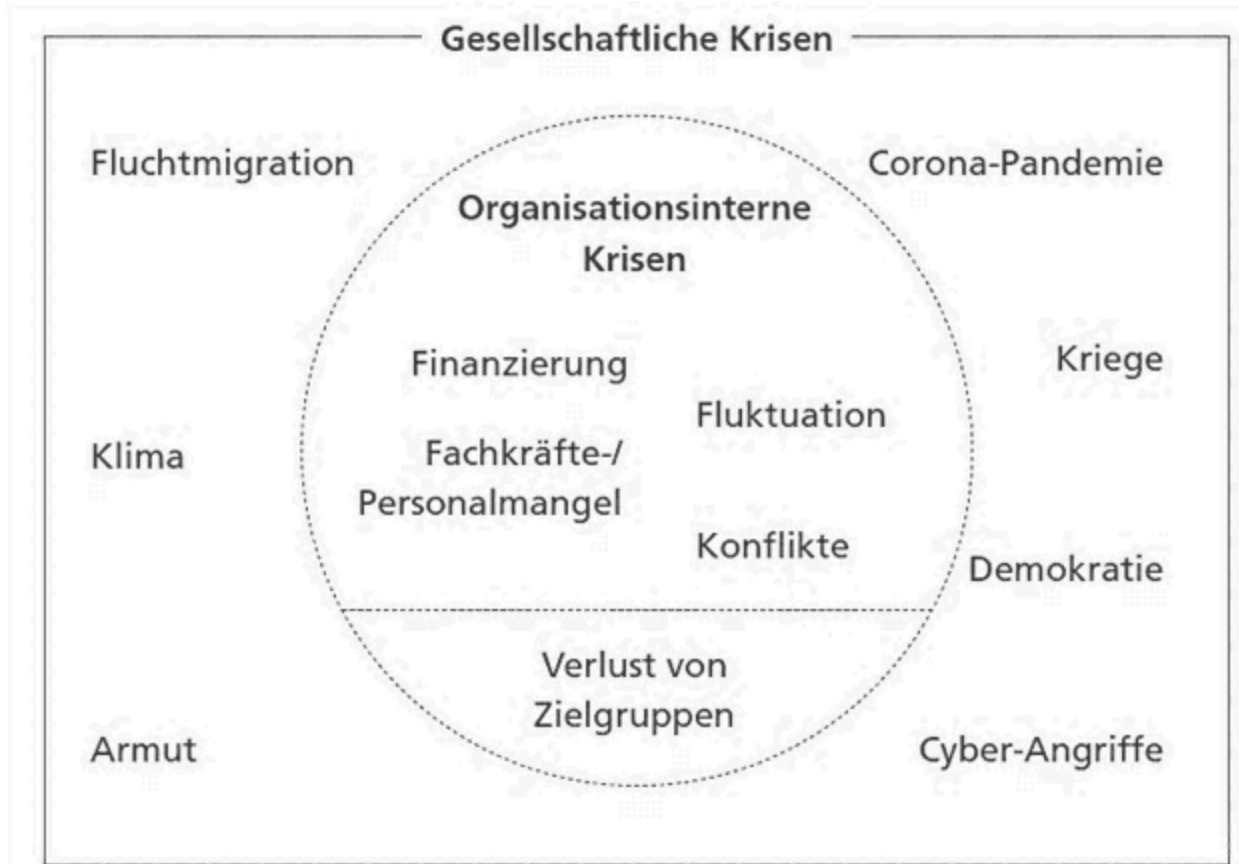 Gesellschaftliche Krisen
Fluchtmigration
Corona-Pandemie
Organisationsinterne
Krisen
Finanzierung
Kriege
Fluktuation
Klima
Fachkräfte-/
Personalmangel
Konflikte
Demokratie
Verlust von
Zielgruppen
Armut
Cyber-Angriffe